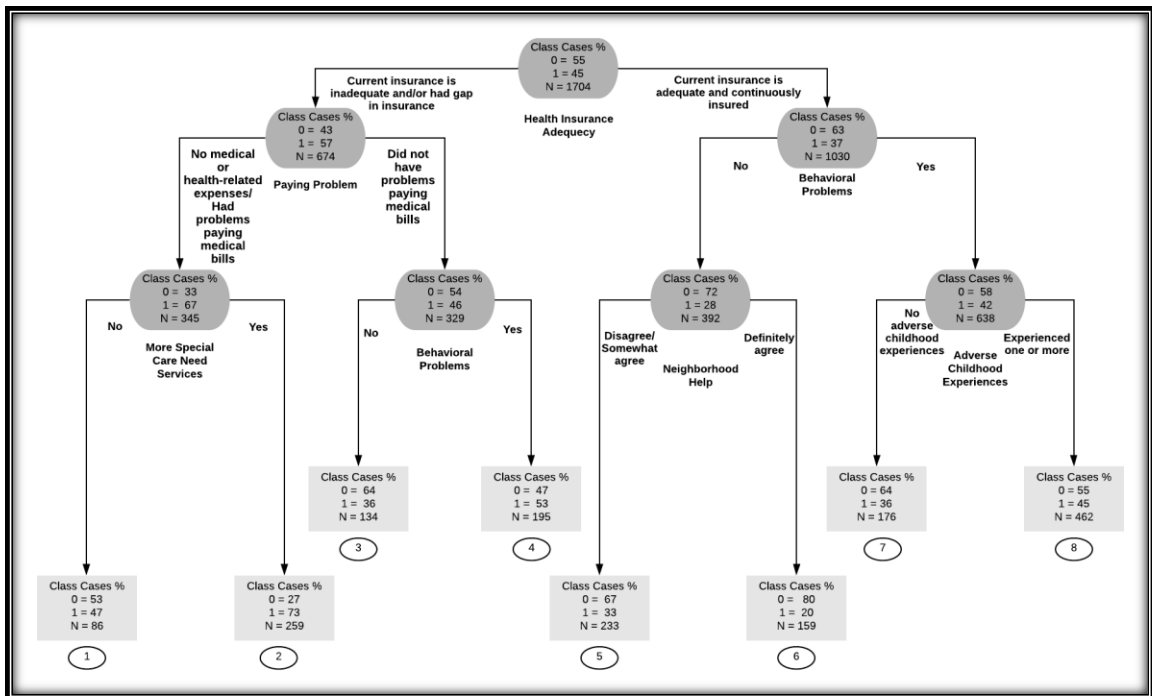 Class Cases %
0 = 55
1 = 45
N = 1704
Health Insurance
Adequecy
Current insurance is
inadequate and/or had gap
in insurance
Current insurance is
adequate and continuously
insured
Class Cases %
0 = 43
1 = 57
N = 674
Paying Problem
Class Cases %
0 = 63
1 = 37
N = 1030
Behavioral
Problems
No medical
or
health-related
expenses/
Had
problems
paying
medical
bills
Did not
have
problems
paying
medical
bills
No
Yes
Class Cases %
0 = 33
1 = 67
N = 345
More Special
Care Need
Services
No
Yes
Class Cases %
0 = 54
1 = 46
N = 329
Behavioral
Problems
No
Yes
Class Cases %
0 = 72
1 = 28
N = 392
Neighborhood
Help
Disagree/
Somewhat
agree
Definitely
agree
Class Cases %
0 = 58
1 = 42
N = 638
Adverse
Childhood
Experiences
No
adverse
childhood
experiences
Experienced
one or more
Class Cases %
0 = 64
1 = 36
N = 134
3
Class Cases %
0 = 47
1 = 53
N = 195
4
Class Cases %
0 = 64
1 = 36
N = 176
7
Class Cases %
0 = 55
1 = 45
N = 462
8
Class Cases %
0 = 53
1 = 47
N = 86
1
Class Cases %
0 = 27
1 = 73
N = 259
2
Class Cases %
0 = 67
1 = 33
N = 233
5
Class Cases %
0 = 80
1 = 20
N = 159
6